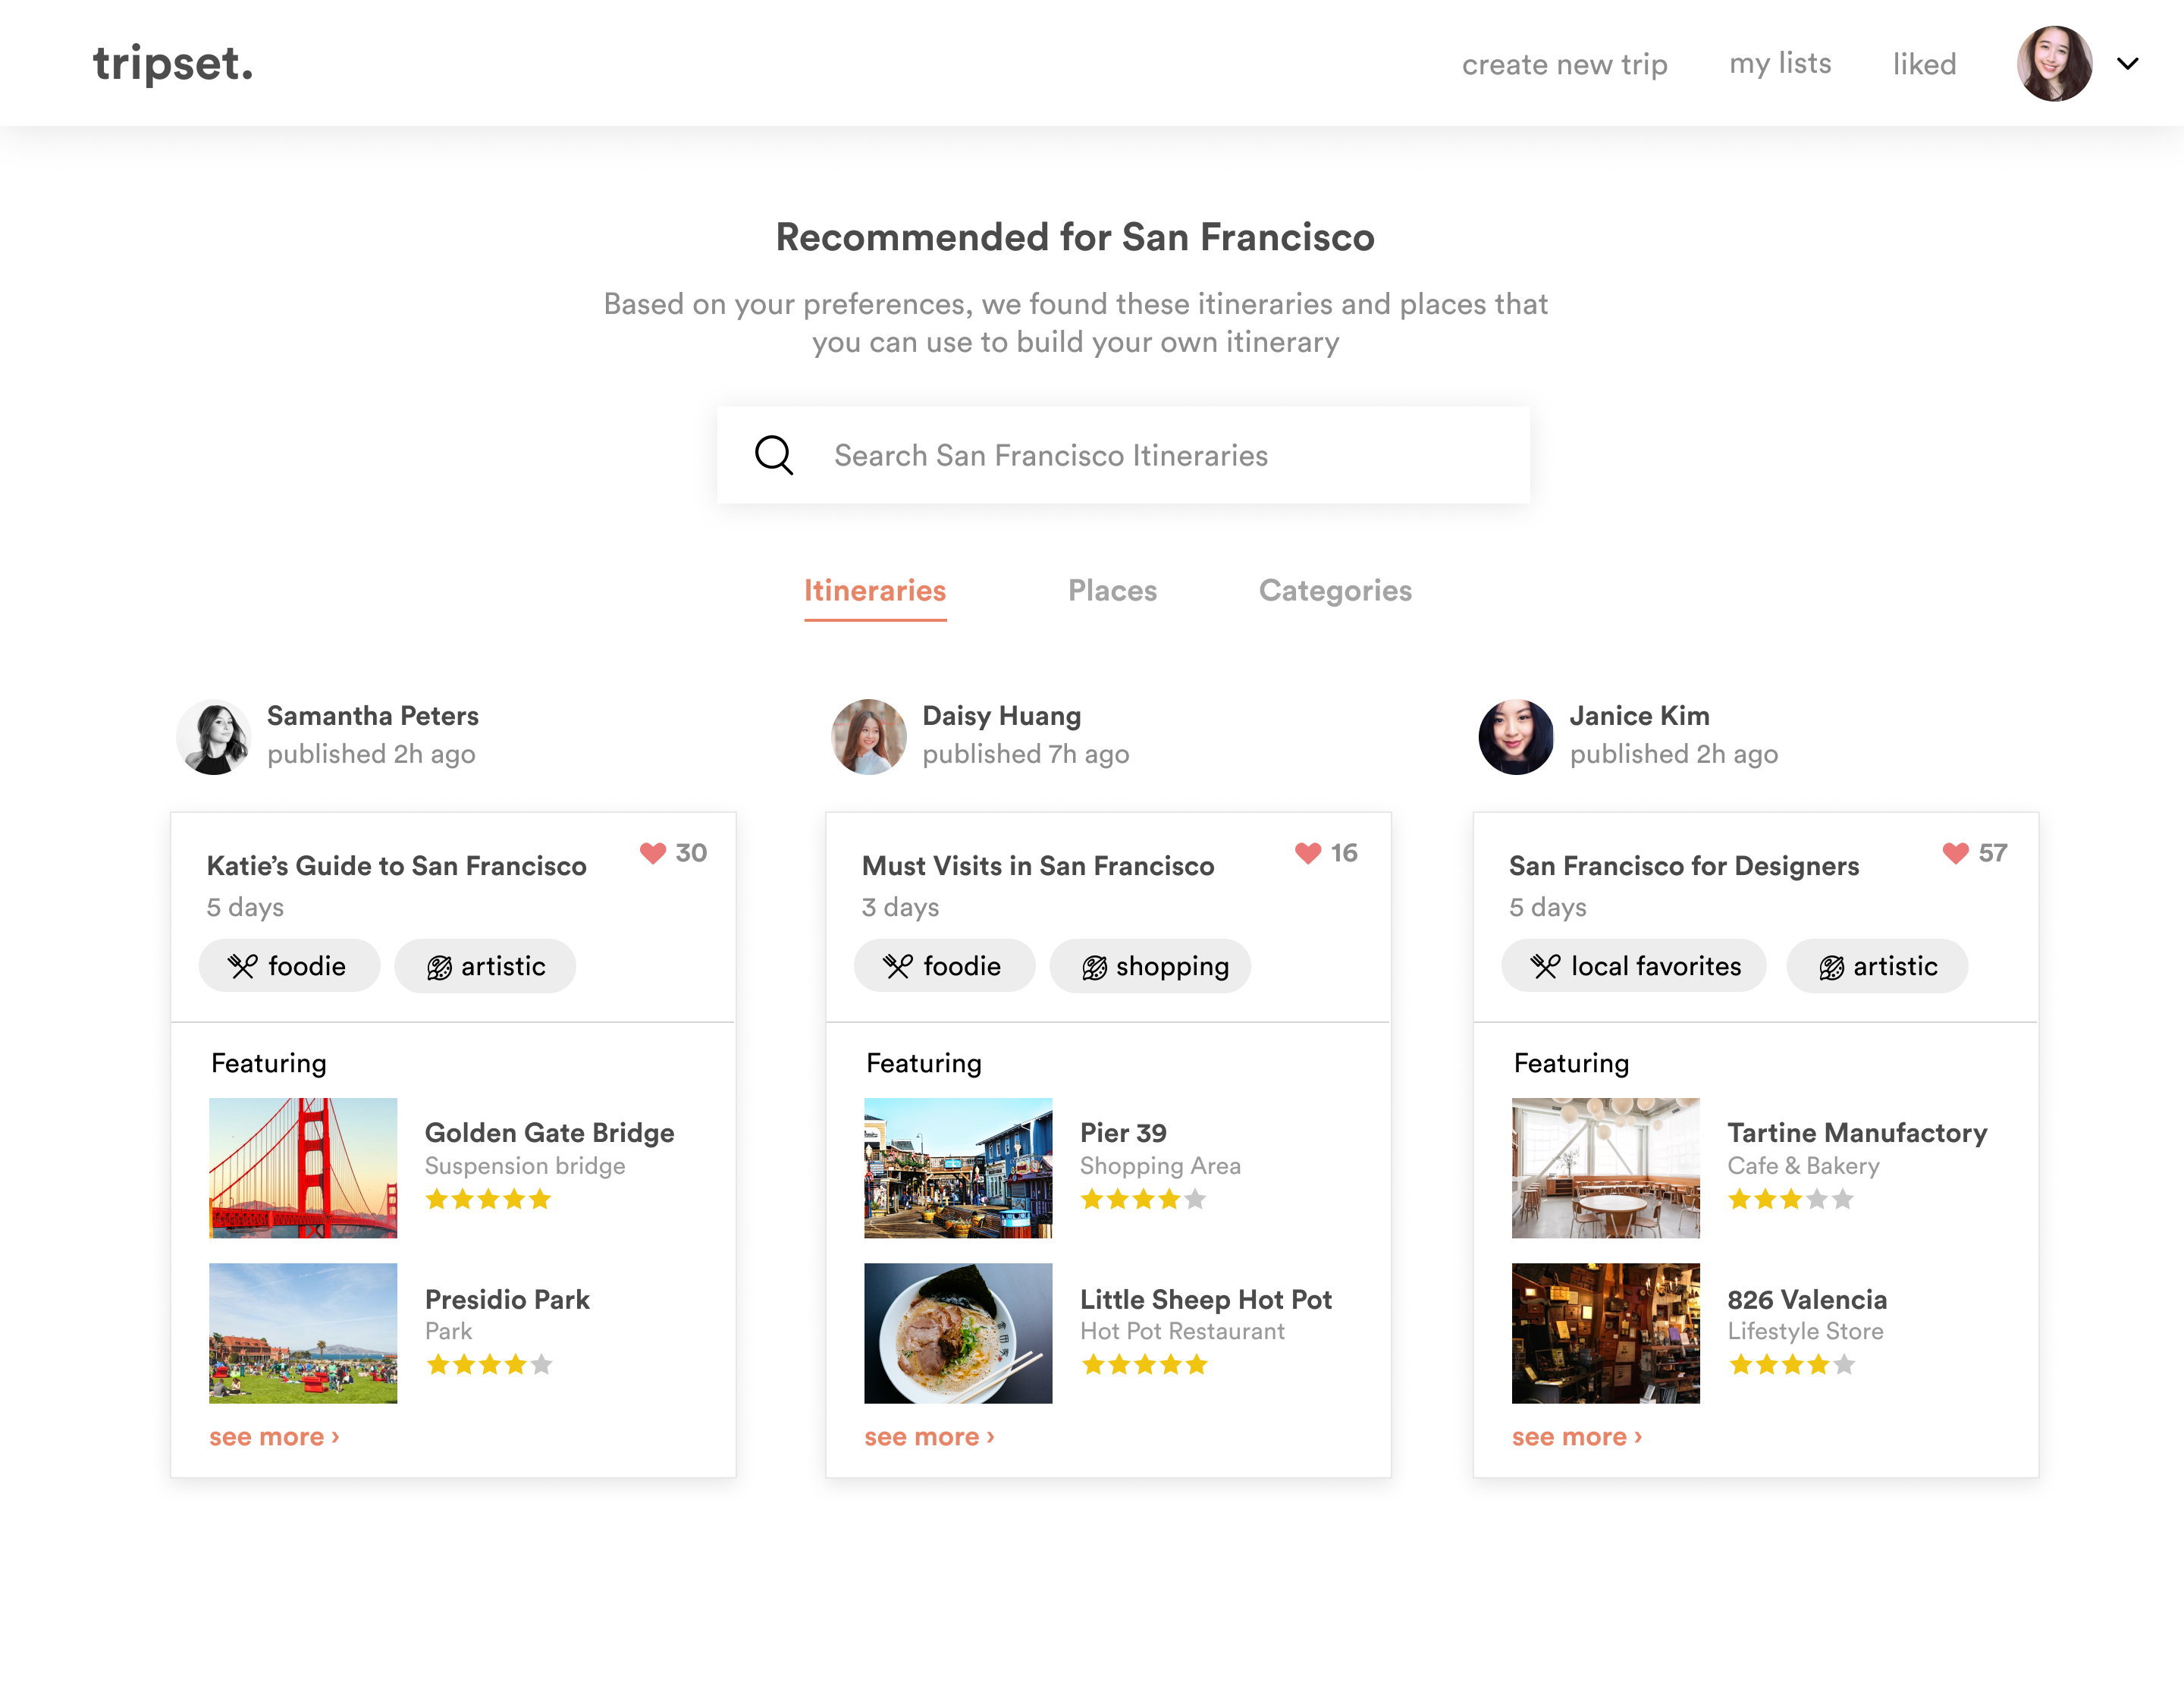 tripset.
create new trip
my lists
liked
Recommended for San Francisco
Based on your preferences, we found these itineraries and places that
you can use to build your own itinerary
Search San Francisco Itineraries
Itineraries
Places
Categories
Samantha Peters
published 2h ago
Katie’s Guide to San Francisco
30
5 days
foodie
artistic
Featuring
Golden Gate Bridge
Suspension bridge
Presidio Park
Park
see more ›
Daisy Huang
published 7h ago
Must Visits in San Francisco
16
3 days
foodie
shopping
Featuring
Pier 39
Shopping Area
Little Sheep Hot Pot
Hot Pot Restaurant
see more ›
Janice Kim
published 2h ago
San Francisco for Designers
57
5 days
local favorites
artistic
Featuring
Tartine Manufactory
Cafe & Bakery
826 Valencia
Lifestyle Store
see more ›